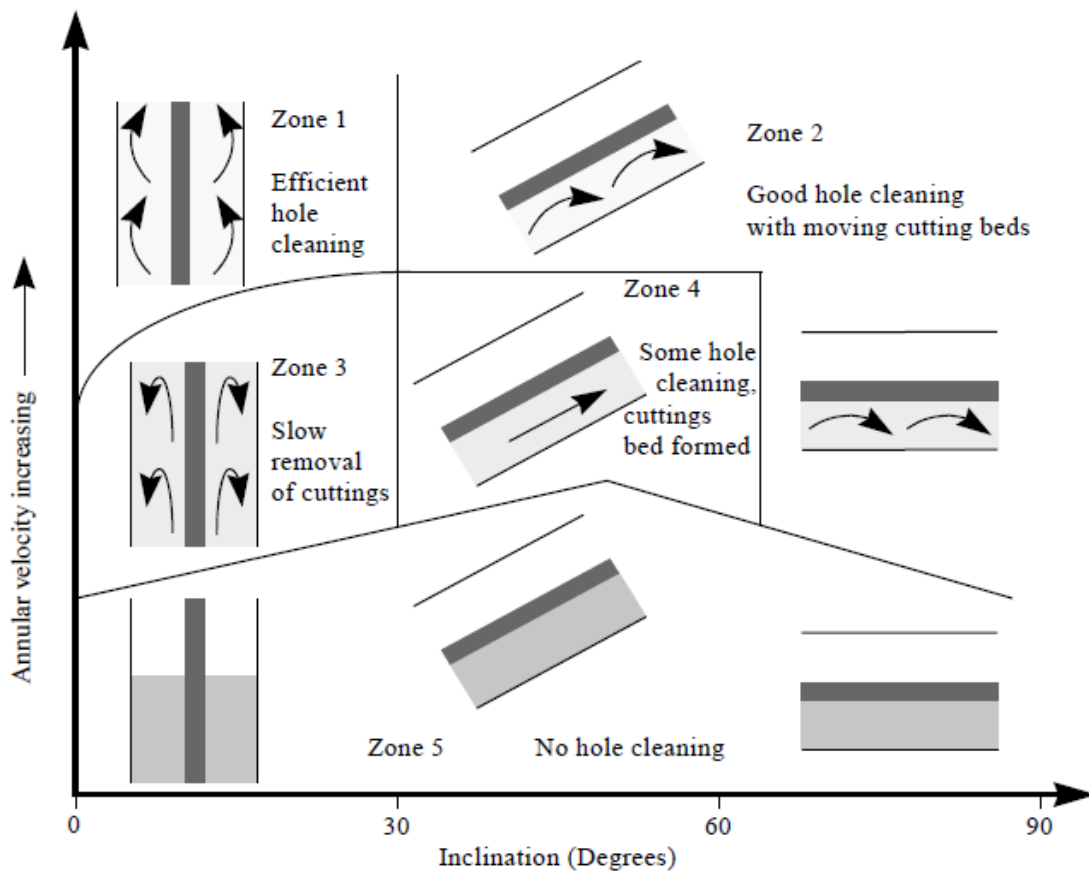 Zone 1
Efficient
hole
cleaning
Zone 2
Good hole cleaning
with moving cutting beds
Zone 3
Slow
removal
of cuttings
Zone 4
Some hole
cleaning,
cuttings
bed formed
Zone 5
No hole cleaning
Annular velocity increasing
0
30
60
90
Inclination (Degrees)